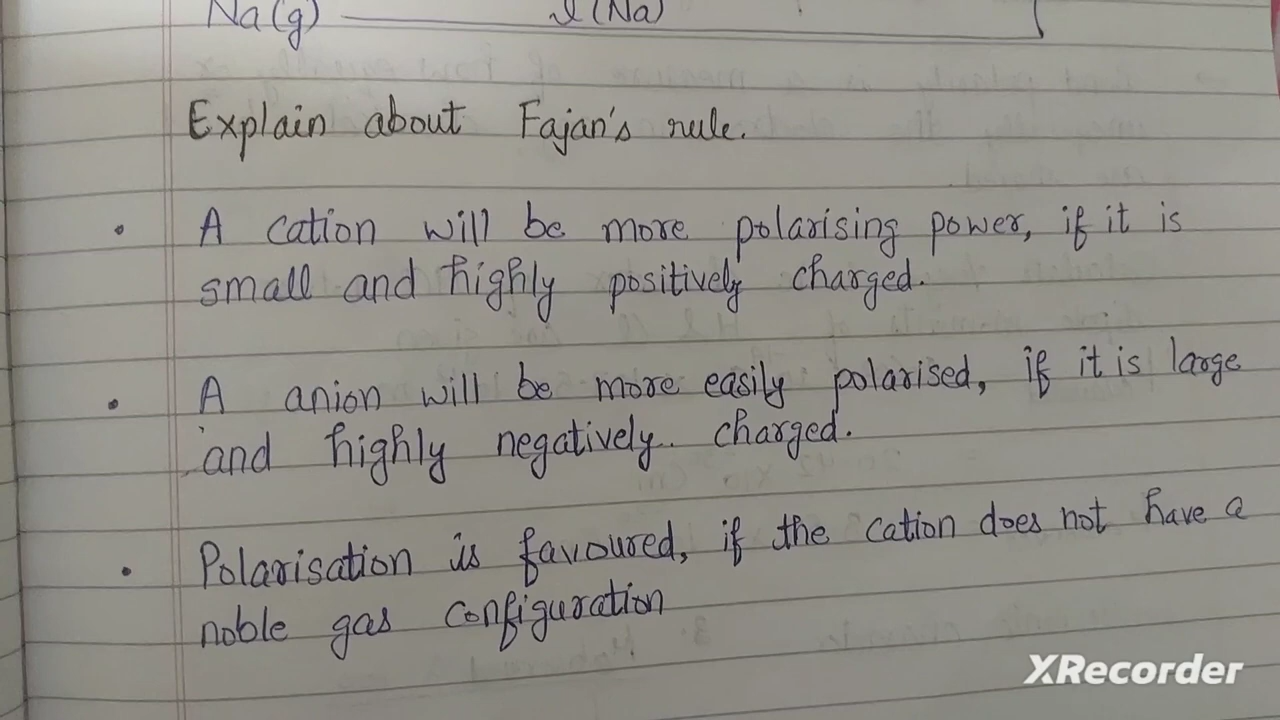 Na(g) I(Na)
Explain about Fajan's rule.
• A cation will be more polarising power, if it is
small and highly positively charged.
• A anion will be more easily polarised, if it is large
and highly negatively. charged.
• Polarisation is favoured, if the cation does not have a
noble gas configuration
XRecorder